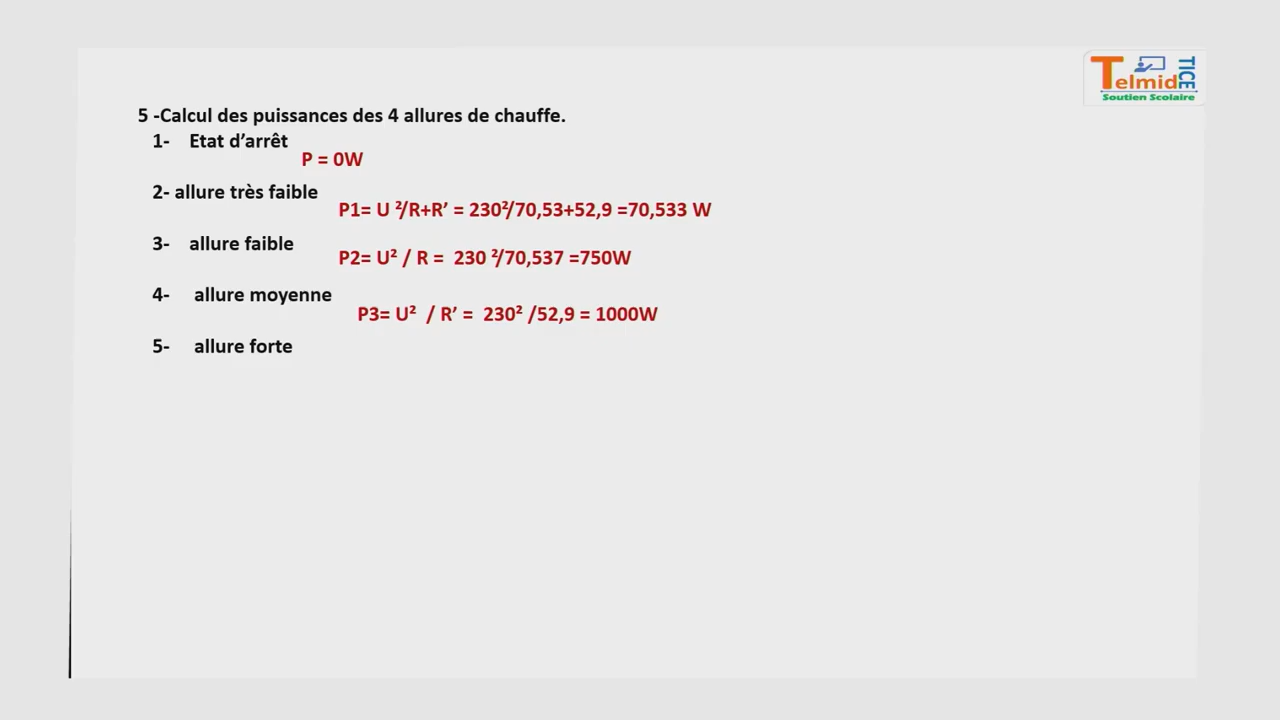 Telmid TICE
Soutien Scolaire
5 -Calcul des puissances des 4 allures de chauffe.
1- Etat d’arrêt
P = 0W
2- allure très faible
P1= U ²/R+R’ = 230²/70,53+52,9 =70,533 W
3- allure faible
P2= U² / R = 230 ²/70,537 =750W
4- allure moyenne
P3= U² / R’ = 230² /52,9 = 1000W
5- allure forte